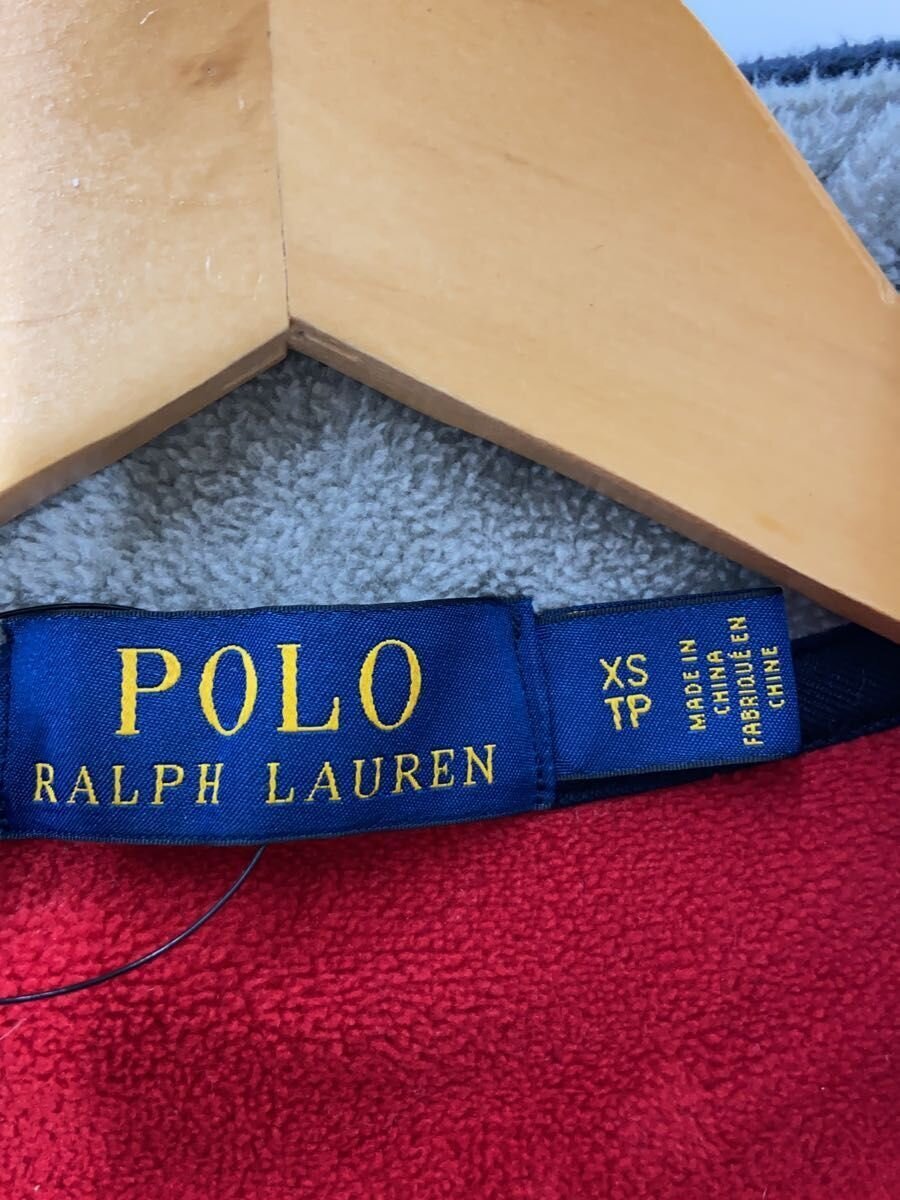 POLO
RALPH LAUREN
XS
TP
MADE IN
CHINA
FABRIQUÉ EN
CHINE